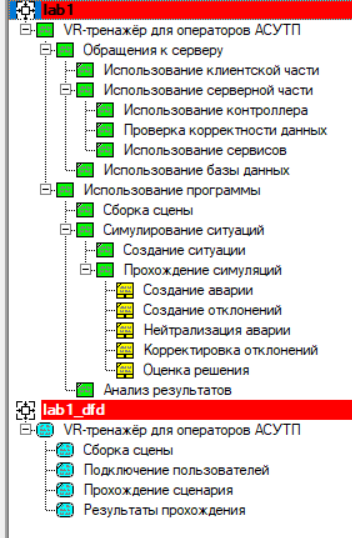 lab1
VR-тренажёр для операторов АСУТП
Обращения к серверу
Использование клиентской части
Использование серверной части
Использование контроллера
Проверка корректности данных
Использование сервисов
Использование базы данных
Использование программы
Сборка сцены
Симулирование ситуаций
Создание ситуации
Прохождение симуляций
Создание аварии
Создание отклонений
Нейтрализация аварии
Корректировка отклонений
Оценка решения
Анализ результатов
lab1_dfd
VR-тренажёр для операторов АСУТП
Сборка сцены
Подключение пользователей
Прохождение сценария
Результаты прохождения